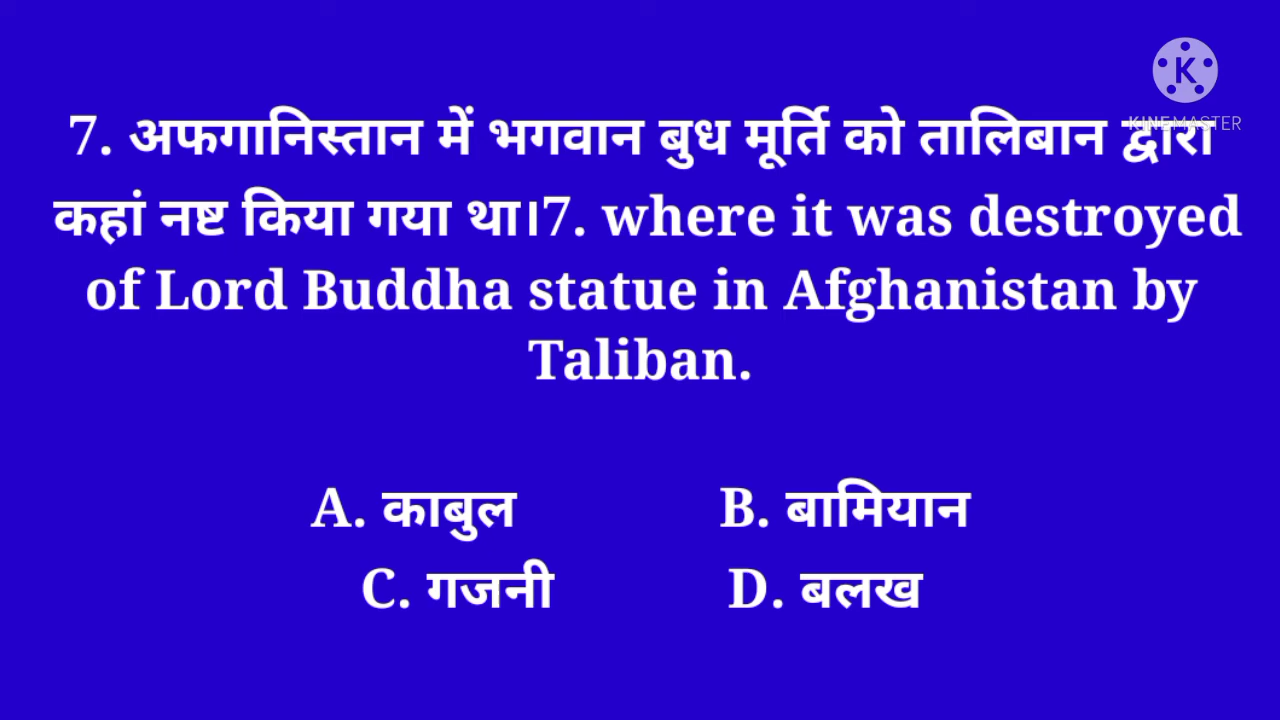 K
KINEMASTER
7. अफगानिस्तान में भगवान बुध मूर्ति को तालिबान द्वारा
कहां नष्ट किया गया था।7. where it was destroyed
of Lord Buddha statue in Afghanistan by
Taliban.
A. काबुल B. बामियान
C. गजनी D. बलख